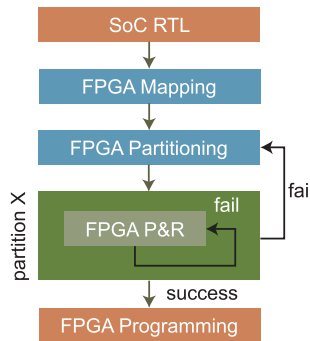 SoC RTL
FPGA Mapping
FPGA Partitioning
partition X
fail
FPGA P&R
fai
success
FPGA Programming